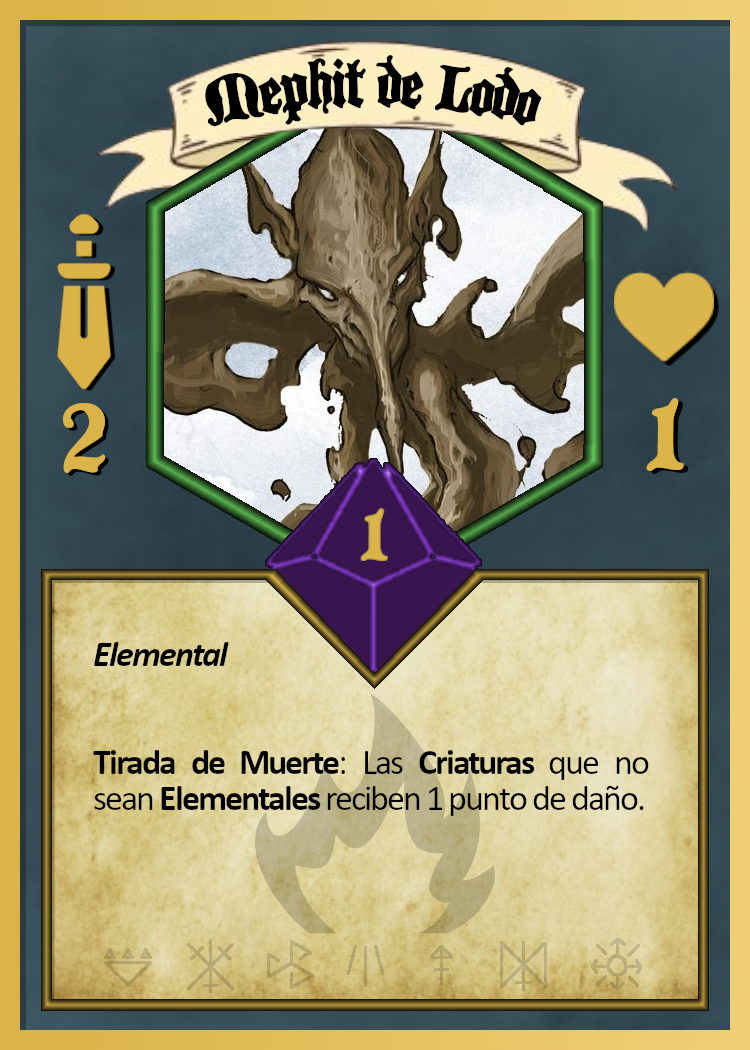 Mephit de Lodo
2
1
1
Elemental
Tirada de Muerte: Las Criaturas que no
sean Elementales reciben 1 punto de daño.